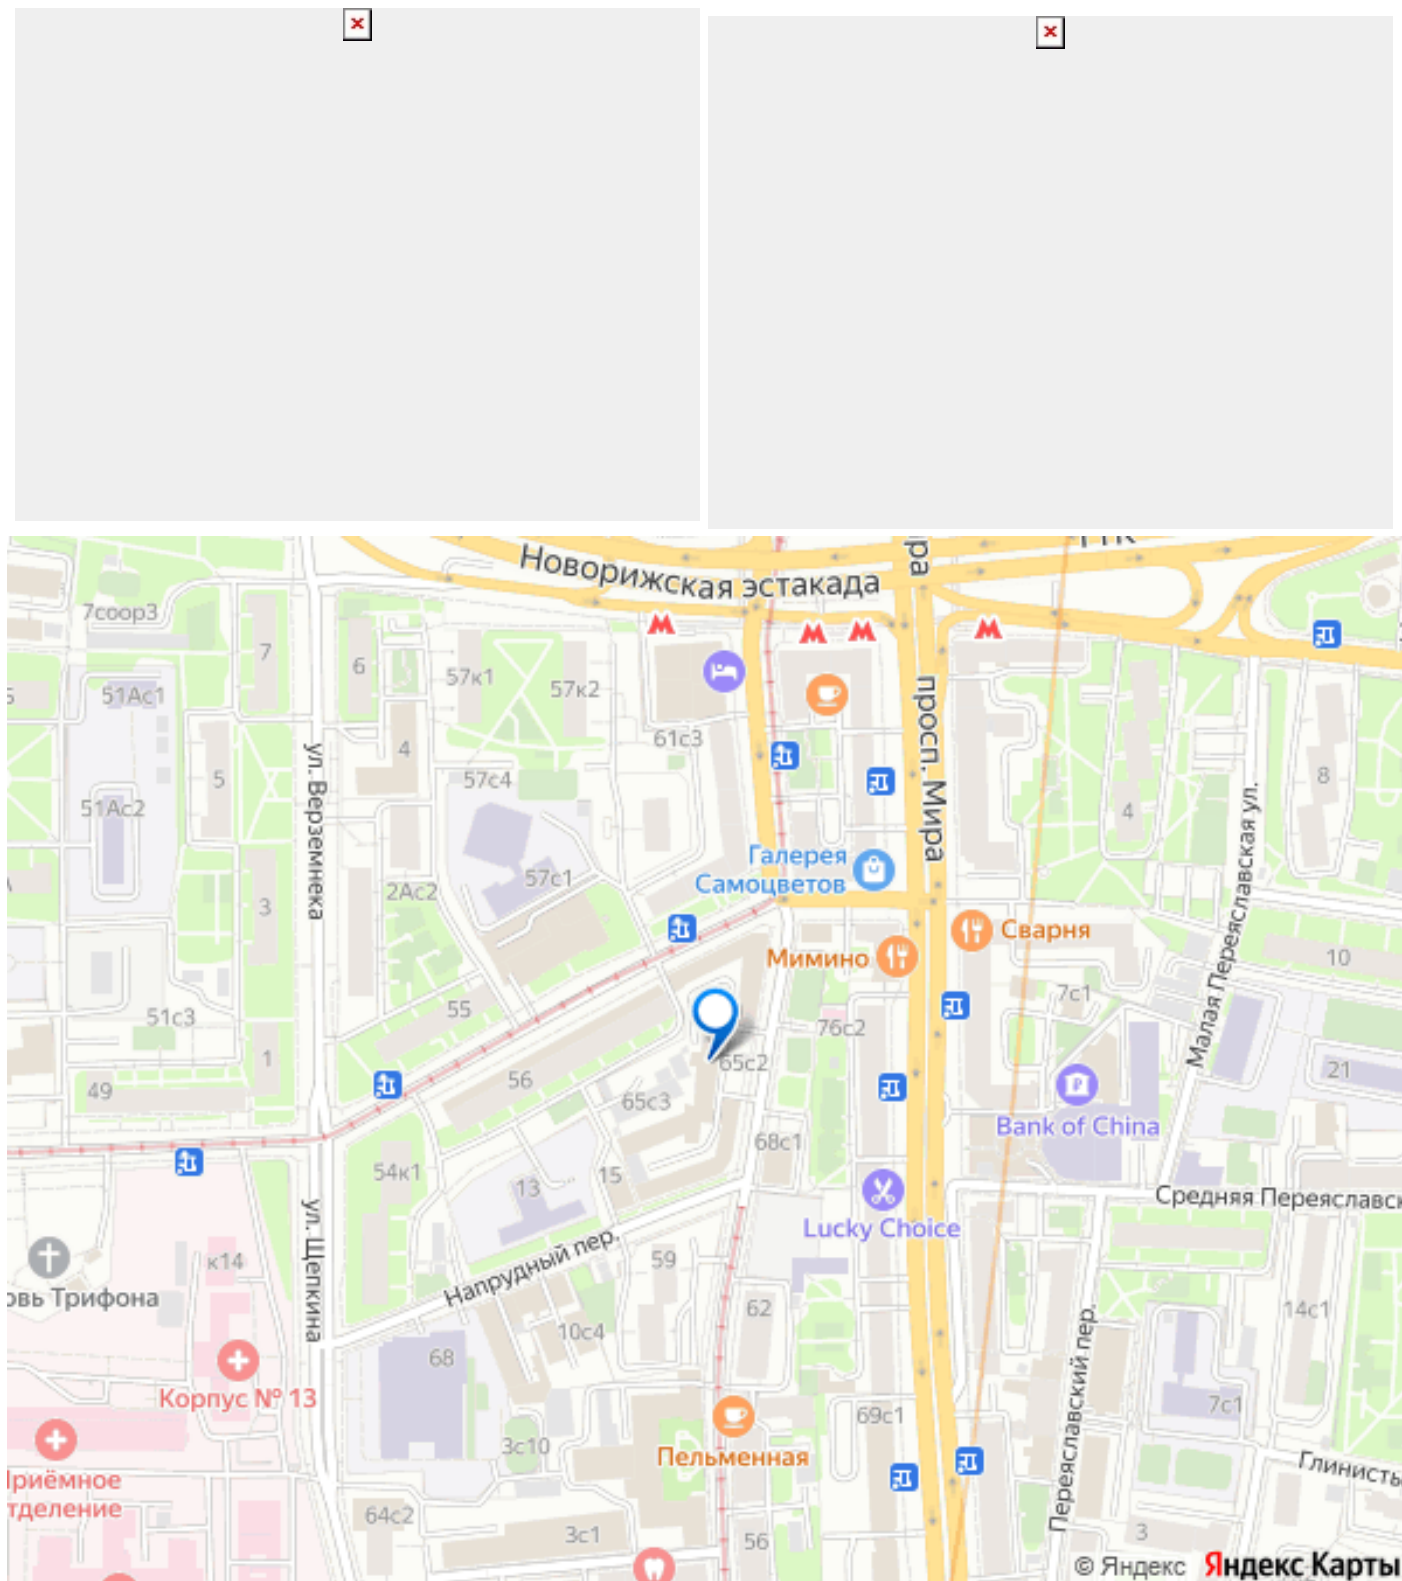 Новорижская эстакада
7соор3
7
6
57к1
57к2
51Ас1
61с3
просп. Мира
ул. Верземнека
4
5
57с4
8
51Ас2
4
Малая Переяславская ул.
Галерея
Самоцветов
57с1
2Ас2
3
Сварня
Мимино
10
7с1
51с3
55
76с2
1
65с2
21
49
56
65с3
Bank of China
68с1
54к1
15
13
Средняя Переяславск
ул. Щепкина
Lucky Choice
Напрудный пер.
59
к14
овь Трифона
62
14с1
10с4
68
Переяславский пер.
Корпус № 13
7с1
69с1
3с10
Пельменная
Глинисты
Приёмное
тделение
64с2
3с1
56
3
© Яндекс Яндекс Карты